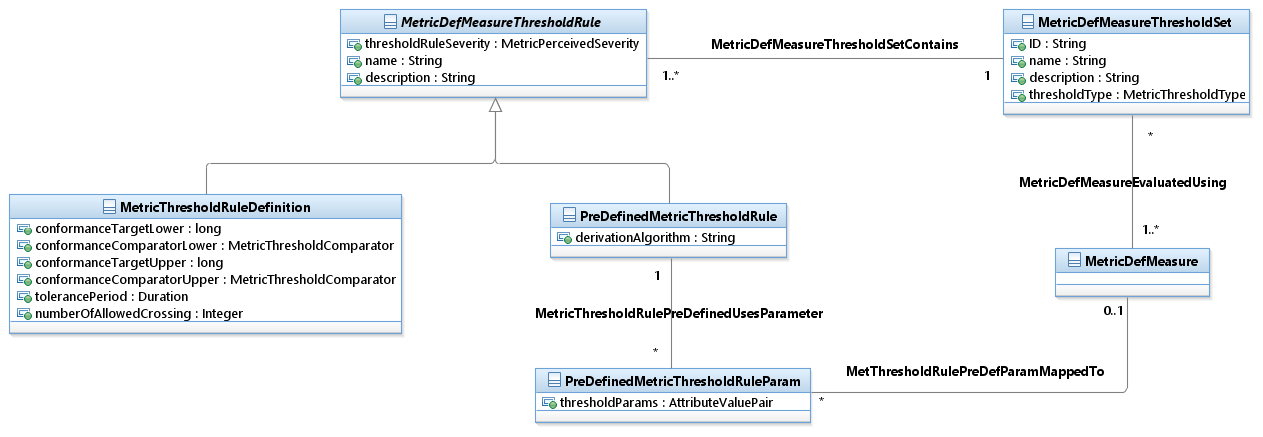 MetricDefMeasureThresholdRule
thresholdRuleSeverity : MetricPerceivedSeverity
name : String
description : String
MetricDefMeasureThresholdSetContains
1..*
1
MetricDefMeasureThresholdSet
ID : String
name : String
description : String
thresholdType : MetricThresholdType
*
MetricDefMeasureEvaluatedUsing
1..*
MetricThresholdRuleDefinition
conformanceTargetLower : long
conformanceComparatorLower : MetricThresholdComparator
conformanceTargetUpper : long
conformanceComparatorUpper : MetricThresholdComparator
tolerancePeriod : Duration
numberOfAllowedCrossing : Integer
PreDefinedMetricThresholdRule
derivationAlgorithm : String
1
MetricThresholdRulePreDefinedUsesParameter
*
MetricDefMeasure
0..1
MetThresholdRulePreDefParamMappedTo
*
PreDefinedMetricThresholdRuleParam
thresholdParams : AttributeValuePair